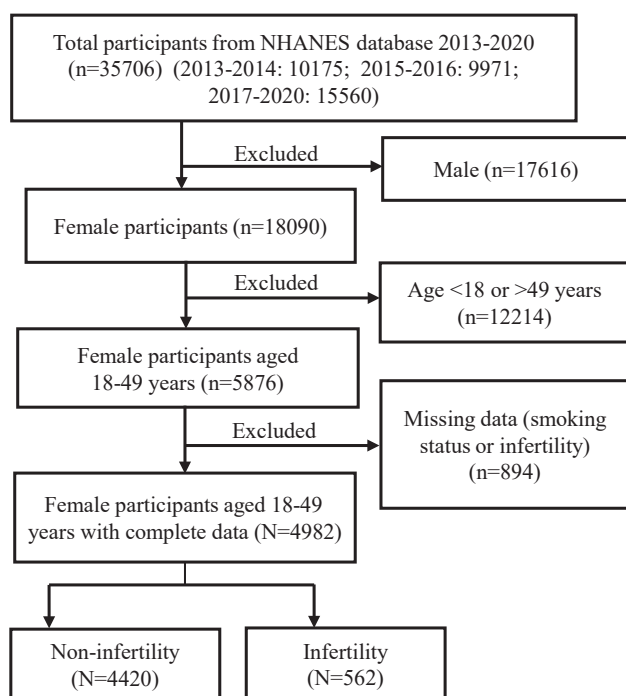 Total participants from NHANES database 2013-2020
(n=35706) (2013-2014: 10175; 2015-2016: 9971;
2017-2020: 15560)
Excluded
Male (n=17616)
Female participants (n=18090)
Excluded
Age <18 or >49 years
(n=12214)
Female participants aged
18-49 years (n=5876)
Excluded
Missing data (smoking
status or infertility)
(n=894)
Female participants aged 18-49
years with complete data (N=4982)
Non-infertility
(N=4420)
Infertility
(N=562)